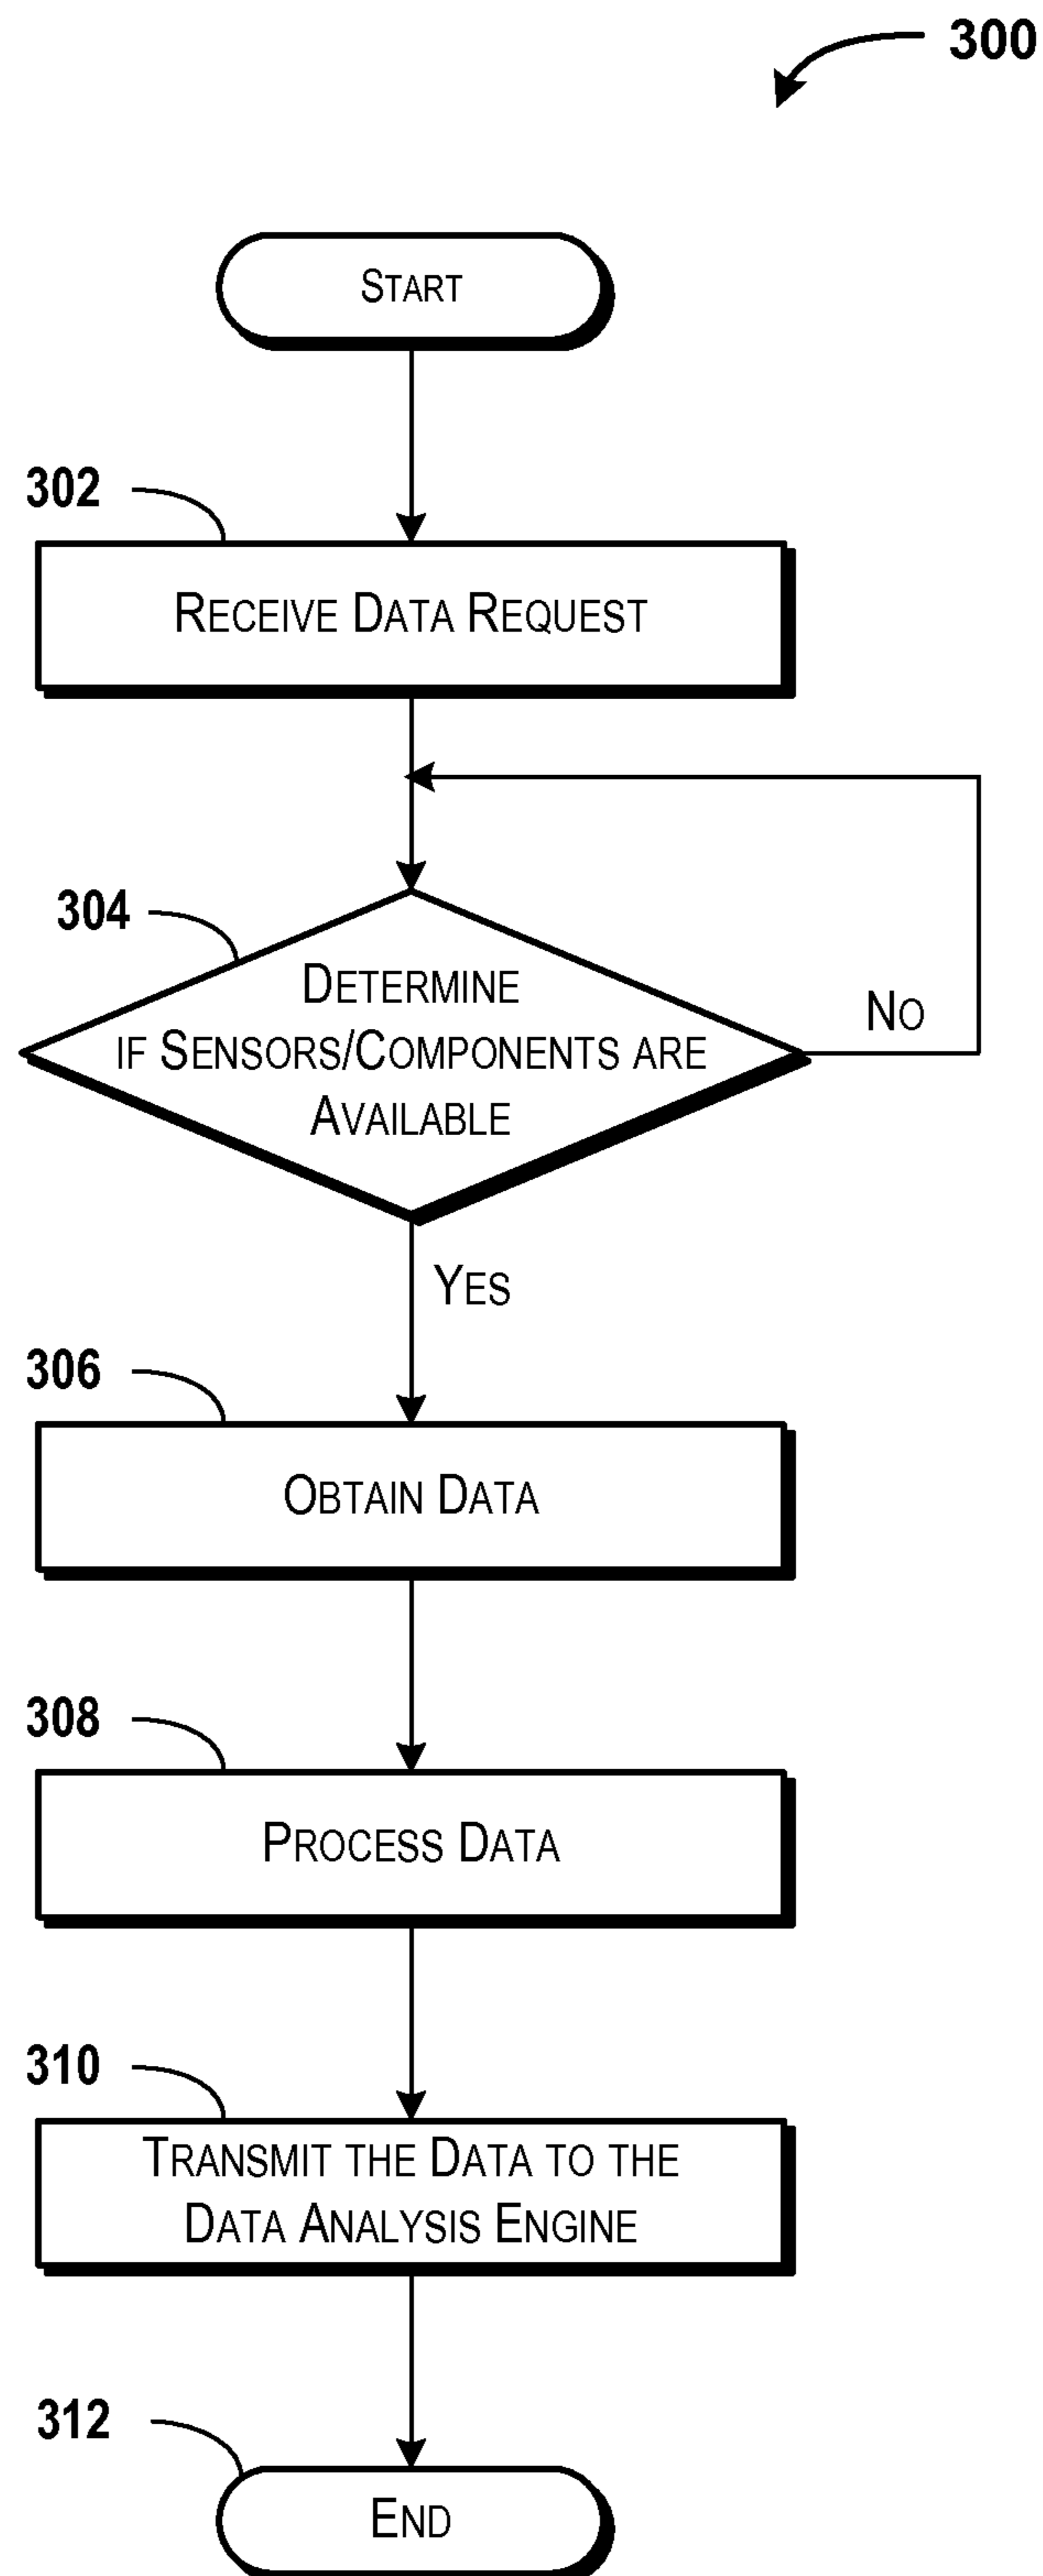 300
START
302
RECEIVE DATA REQUEST
304
DETERMINE
IF SENSORS/COMPONENTS ARE
AVAILABLE
NO
YES
306
OBTAIN DATA
308
PROCESS DATA
310
TRANSMIT THE DATA TO THE
DATA ANALYSIS ENGINE
312
END